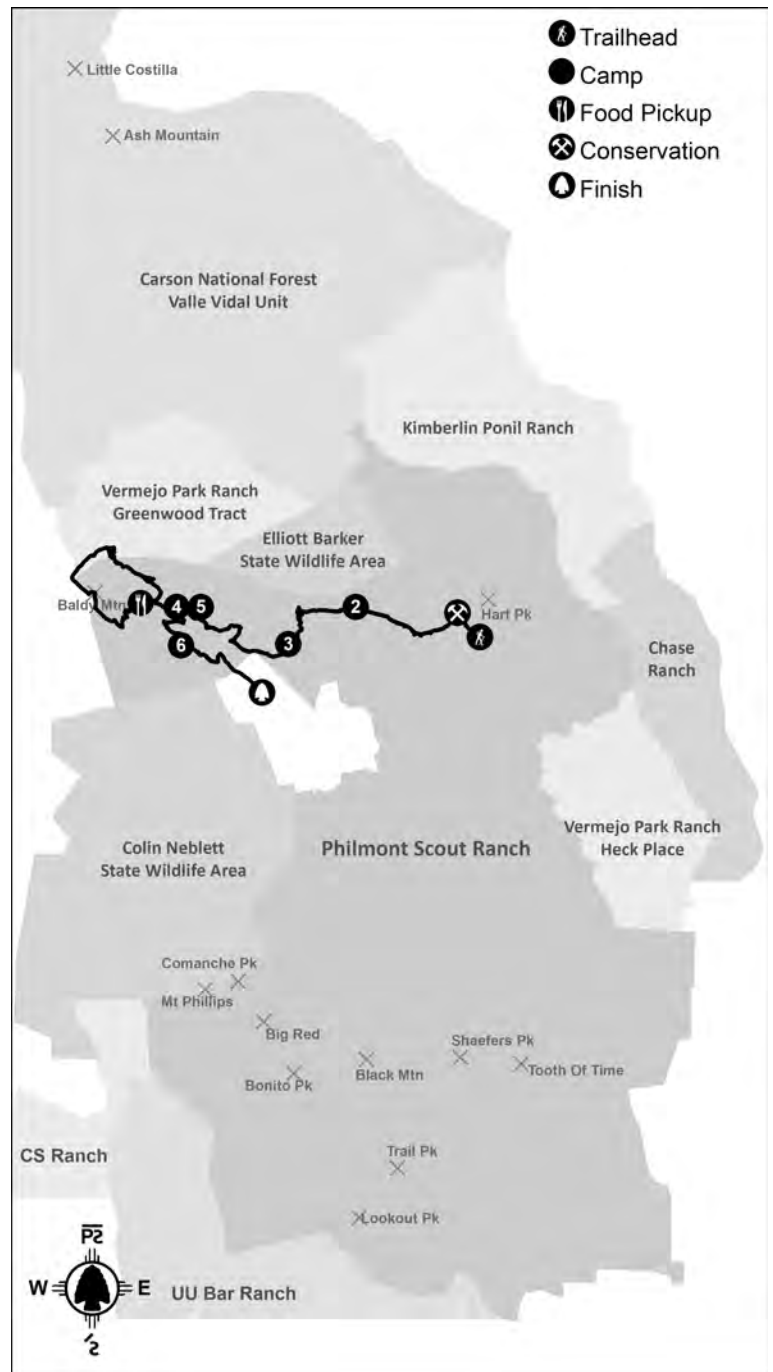 Trailhead
Camp
Food Pickup
Conservation
Finish
Little Costilla
Ash Mountain
Carson National Forest
Valle Vidal Unit
Kimberlin Ponil Ranch
Vermejo Park Ranch
Greenwood Tract
Elliott Barker
State Wildlife Area
Baldy Mtn
4
5
2
Hart Pk
6
3
Chase
Ranch
Colin Neblett
State Wildlife Area
Philmont Scout Ranch
Vermejo Park Ranch
Heck Place
Comanche Pk
Mt Phillips
Big Red
Bonito Pk
Black Mtn
Shaefers Pk
Tooth Of Time
Trail Pk
Lookout Pk
CS Ranch
UU Bar Ranch
W
E